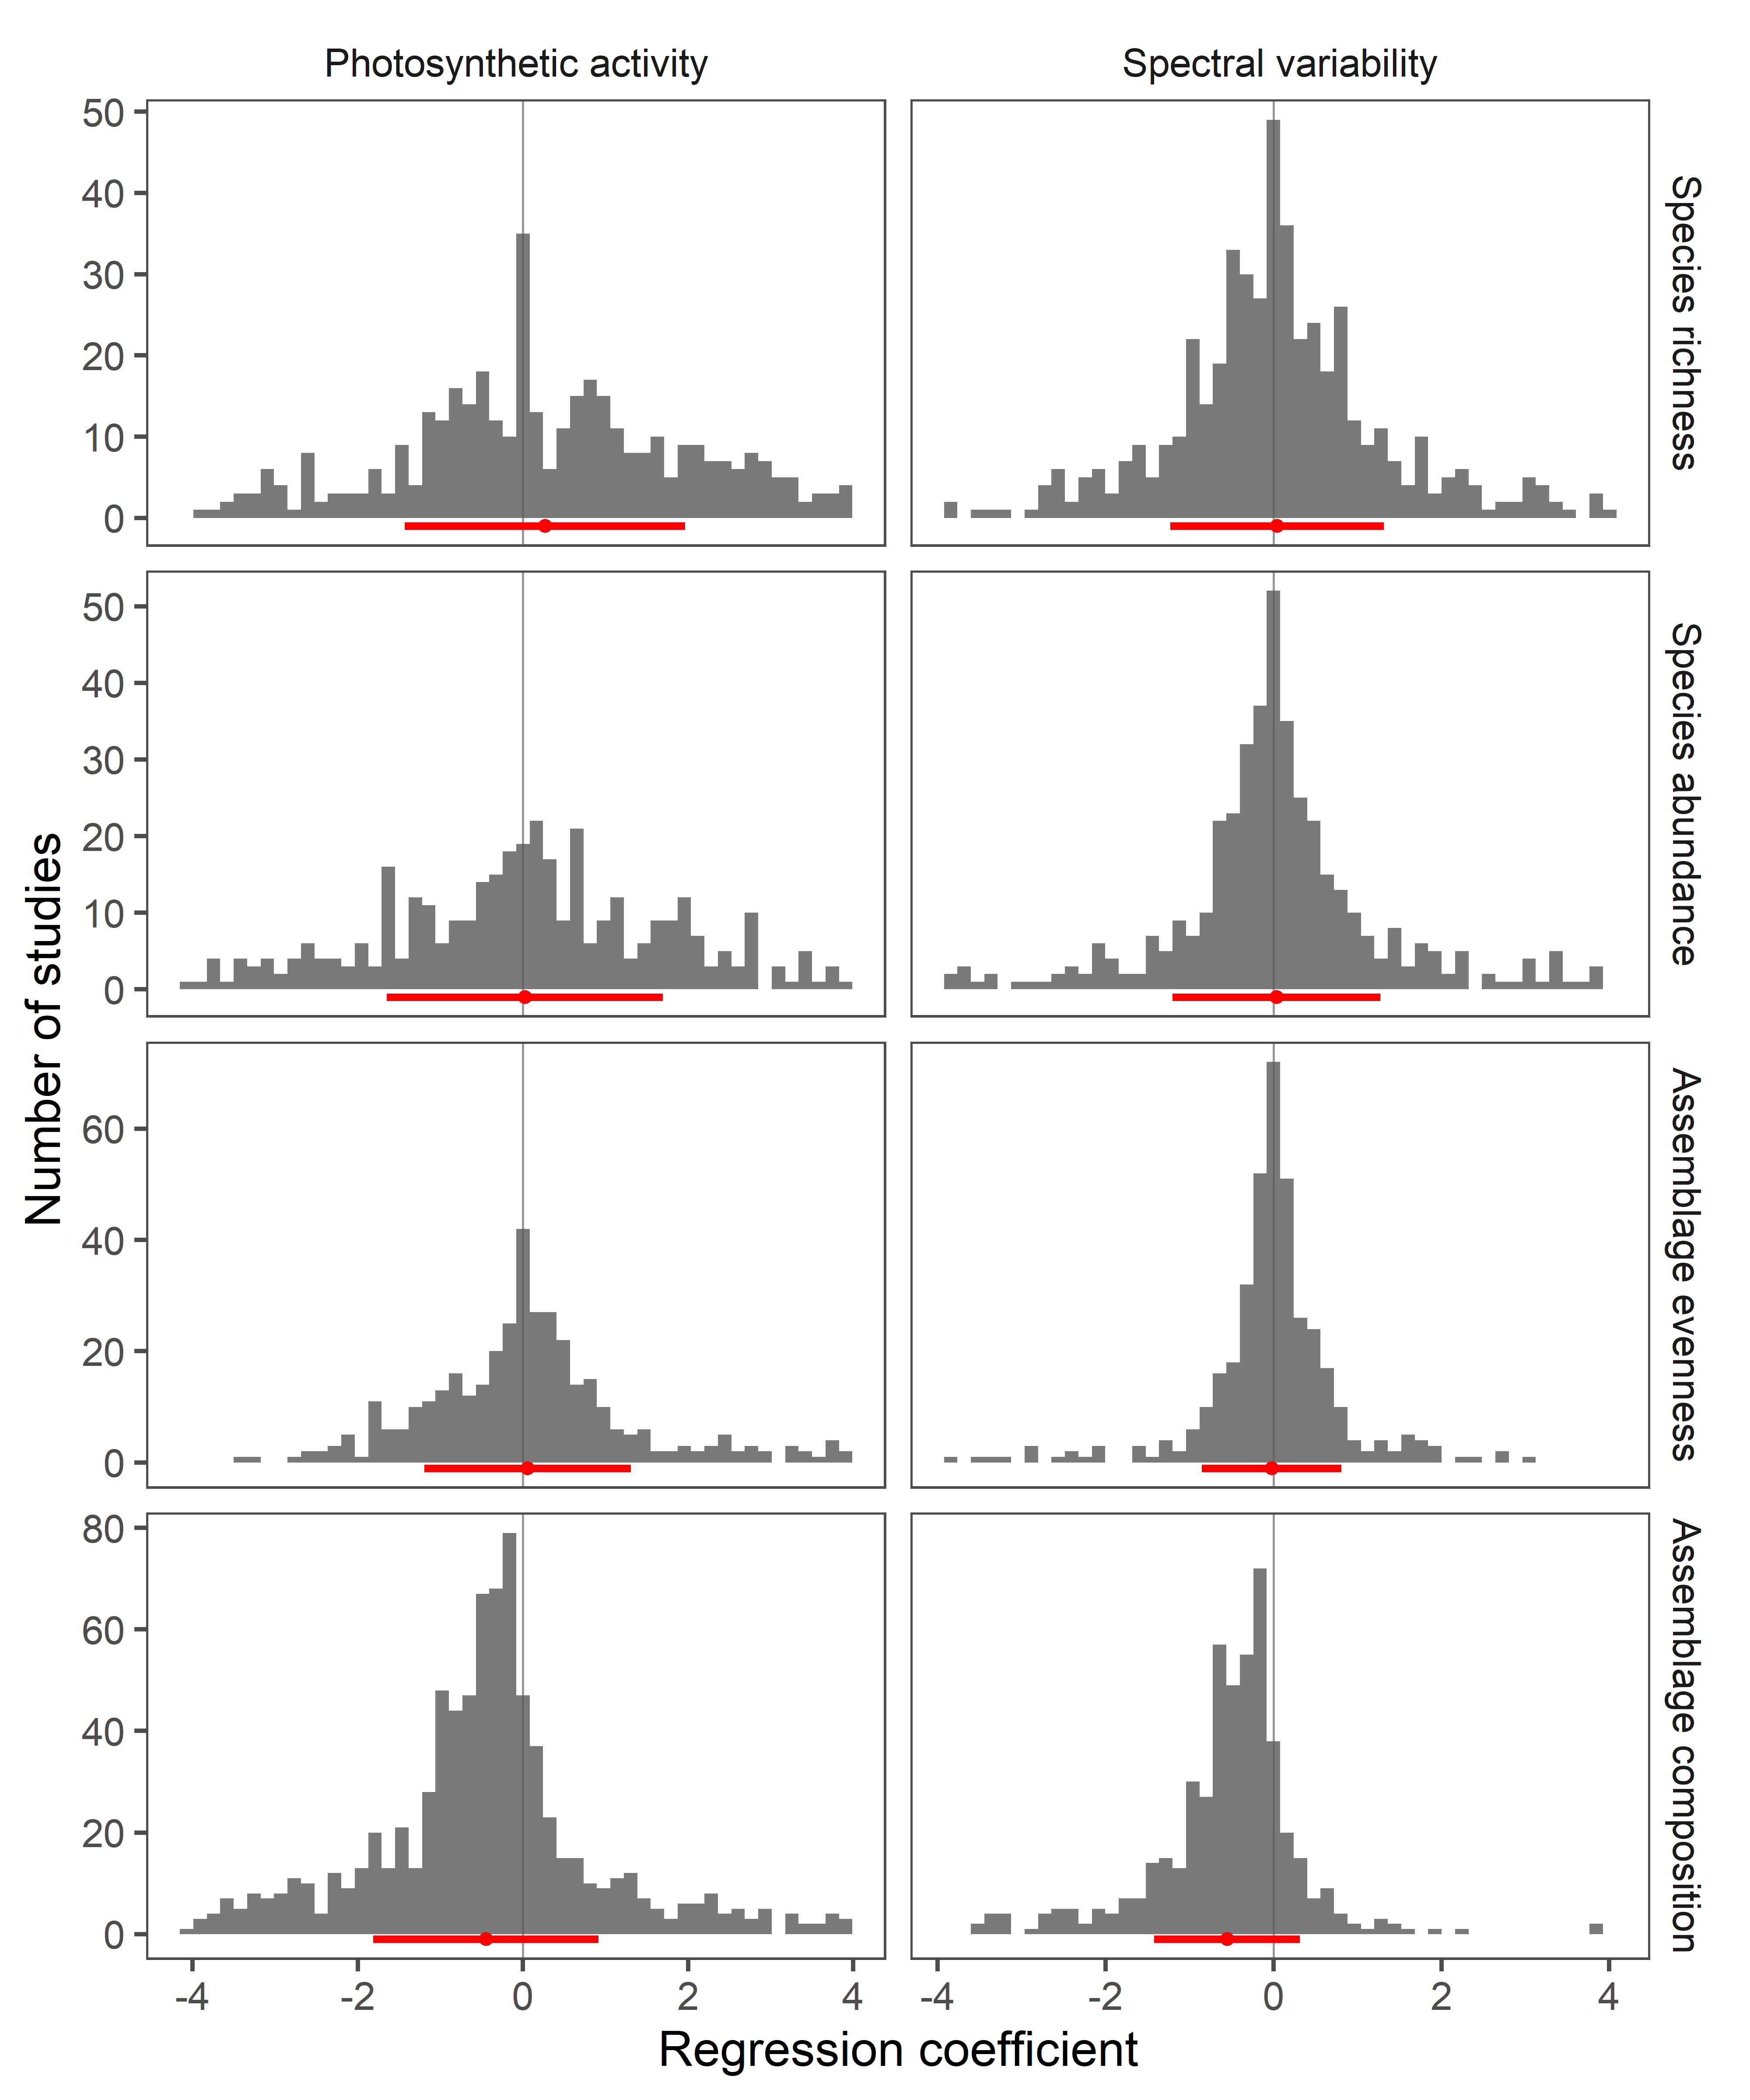 Photosynthetic activity
Spectral variability
50
40
30
20
10
0
Species richness
50
40
30
20
10
0
Species abundance
Number of studies
60
40
20
0
Assemblage evenness
80
60
40
20
0
Assemblage composition
-4 -2 0 2 4
-4 -2 0 2 4
Regression coefficient